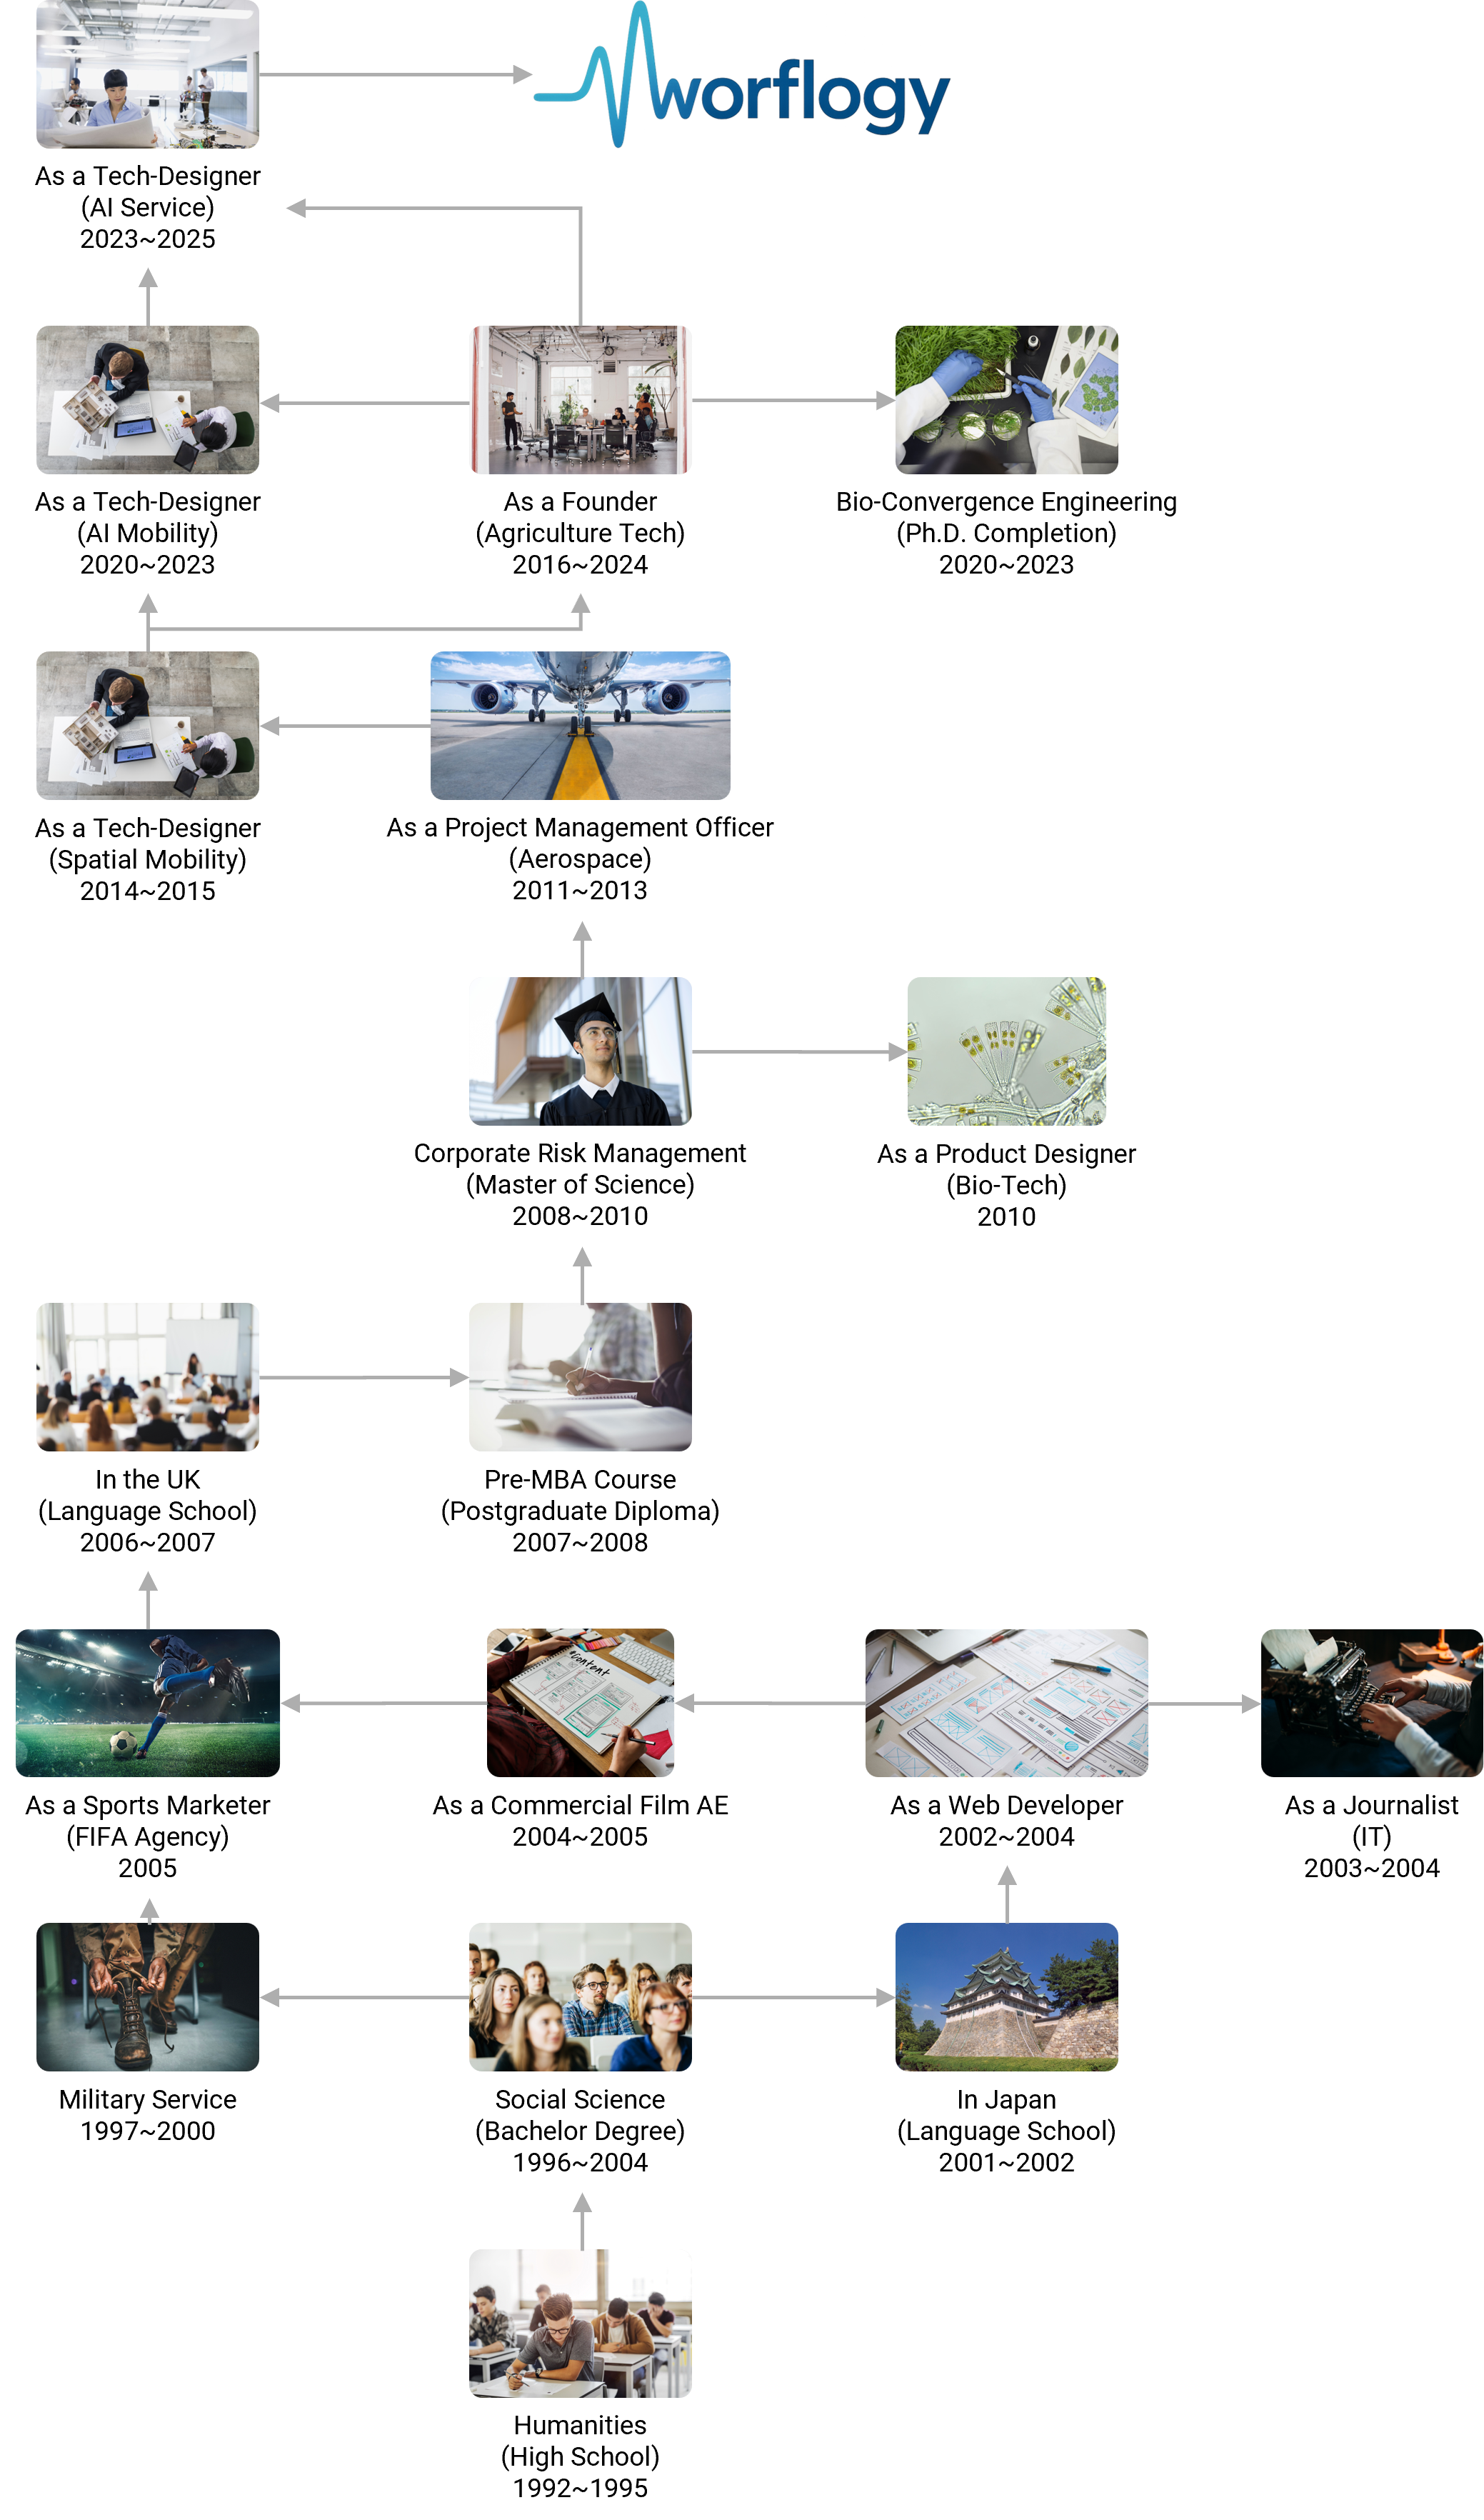 worflogy
As a Tech-Designer
(AI Service)
2023~2025
As a Tech-Designer
(AI Mobility)
2020~2023
As a Founder
(Agriculture Tech)
2016~2024
Bio-Convergence Engineering
(Ph.D. Completion)
2020~2023
As a Tech-Designer
(Spatial Mobility)
2014~2015
As a Project Management Officer
(Aerospace)
2011~2013
Corporate Risk Management
(Master of Science)
2008~2010
As a Product Designer
(Bio-Tech)
2010
In the UK
(Language School)
2006~2007
Pre-MBA Course
(Postgraduate Diploma)
2007~2008
Content
As a Sports Marketer
(FIFA Agency)
2005
As a Commercial Film AE
2004~2005
As a Web Developer
2002~2004
As a Journalist
(IT)
2003~2004
Military Service
1997~2000
Social Science
(Bachelor Degree)
1996~2004
In Japan
(Language School)
2001~2002
Humanities
(High School)
1992~1995